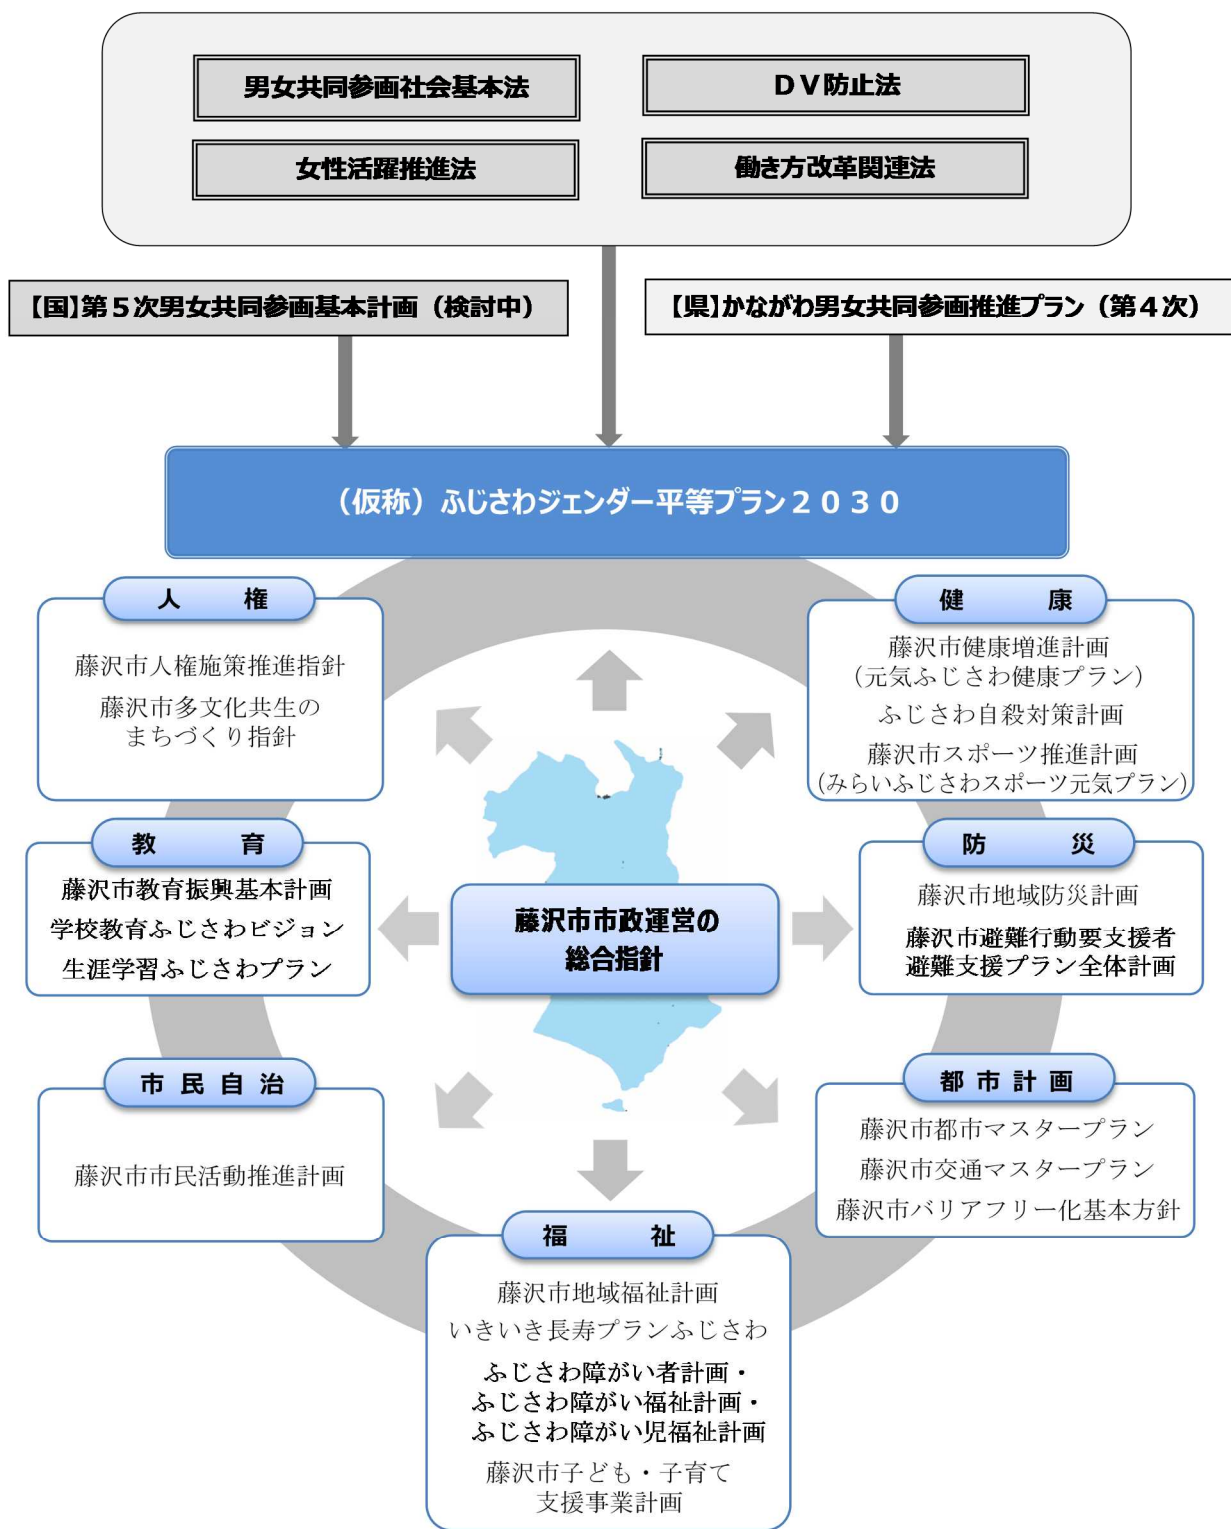 男女共同参画社会基本法
ＤＶ防止法
女性活躍推進法
働き方改革関連法
【国】第５次男女共同参画基本計画（検討中）
【県】かながわ男女共同参画推進プラン（第４次）
（仮称）ふじさわジェンダー平等プラン２０３０
人　権
藤沢市人権施策推進指針
藤沢市多文化共生の
まちづくり指針
健　康
藤沢市健康増進計画
（元気ふじさわ健康プラン）
ふじさわ自殺対策計画
藤沢市スポーツ推進計画
（みらいふじさわスポーツ元気プラン）
教　育
藤沢市教育振興基本計画
学校教育ふじさわビジョン
生涯学習ふじさわプラン
藤沢市市政運営の
総合指針
防　災
藤沢市地域防災計画
藤沢市避難行動要支援者
避難支援プラン全体計画
市民自治
藤沢市市民活動推進計画
都市計画
藤沢市都市マスタープラン
藤沢市交通マスタープラン
藤沢市バリアフリー化基本方針
福　祉
藤沢市地域福祉計画
いきいき長寿プランふじさわ
ふじさわ障がい者計画・
ふじさわ障がい福祉計画・
ふじさわ障がい児福祉計画
藤沢市子ども・子育て
支援事業計画